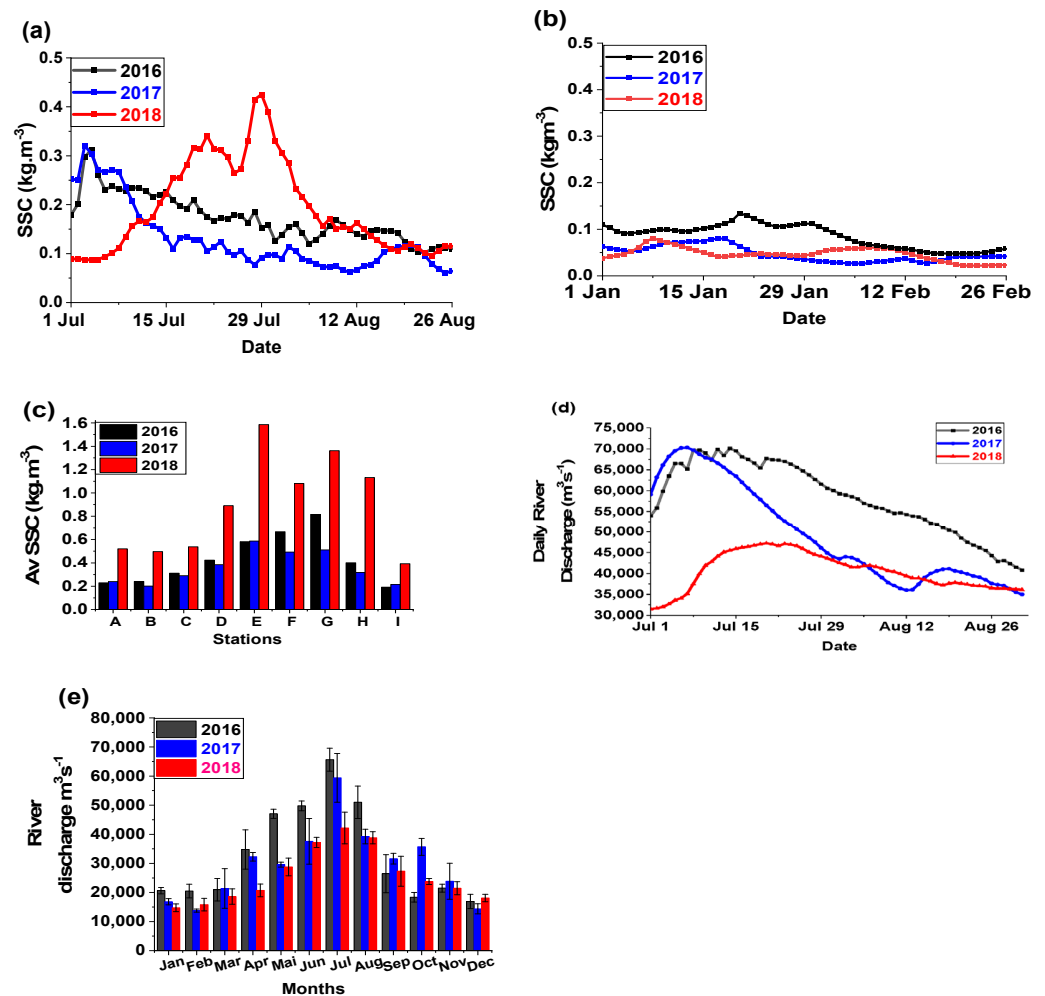 (a)
0.5
0.4
0.3
0.2
0.1
0.0
SSC (kg.m-3)
2016
2017
2018
1 Jul
15 Jul
29 Jul
12 Aug
26 Aug
Date
(b)
0.5
0.4
0.3
0.2
0.1
0.0
SSC (kgm-3)
2016
2017
2018
1 Jan
15 Jan
29 Jan
12 Feb
26 Feb
Date
(c)
1.6
1.4
1.2
1.0
0.8
0.6
0.4
0.2
0.0
Av SSC (kg.m-3)
2016
2017
2018
A B C D E F G H I
Stations
(d)
75,000
70,000
65,000
60,000
55,000
50,000
45,000
40,000
35,000
30,000
Daily River
Discharge (m3s-1)
2016
2017
2018
Jul 1
Jul 15
Jul 29
Aug 12
Aug 26
Date
(e)
80,000
70,000
60,000
50,000
40,000
30,000
20,000
10,000
0
River
discharge m3s-1
2016
2017
2018
Jan Feb Mar Apr Mai Jun Jul Aug Sep Oct Nov Dec
Months